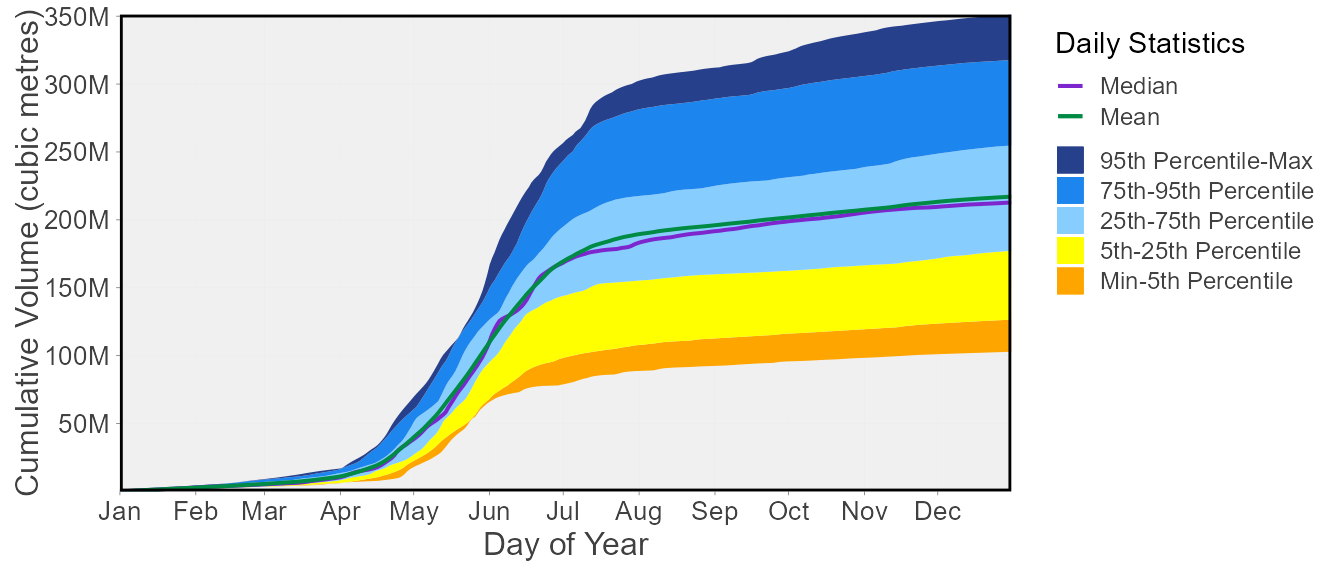 Cumulative Volume (cubic metres)
350M
300M
250M
200M
150M
100M
50M
Jan Feb Mar Apr May Jun Jul Aug Sep Oct Nov Dec
Day of Year
Daily Statistics
Median
Mean
95th Percentile-Max
75th-95th Percentile
25th-75th Percentile
5th-25th Percentile
Min-5th Percentile